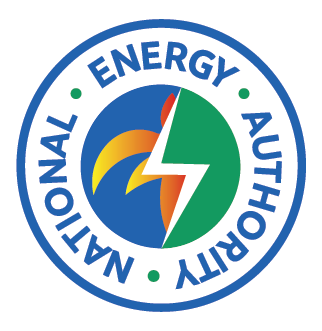 NATIONAL • ENERGY • AUTHORITY •